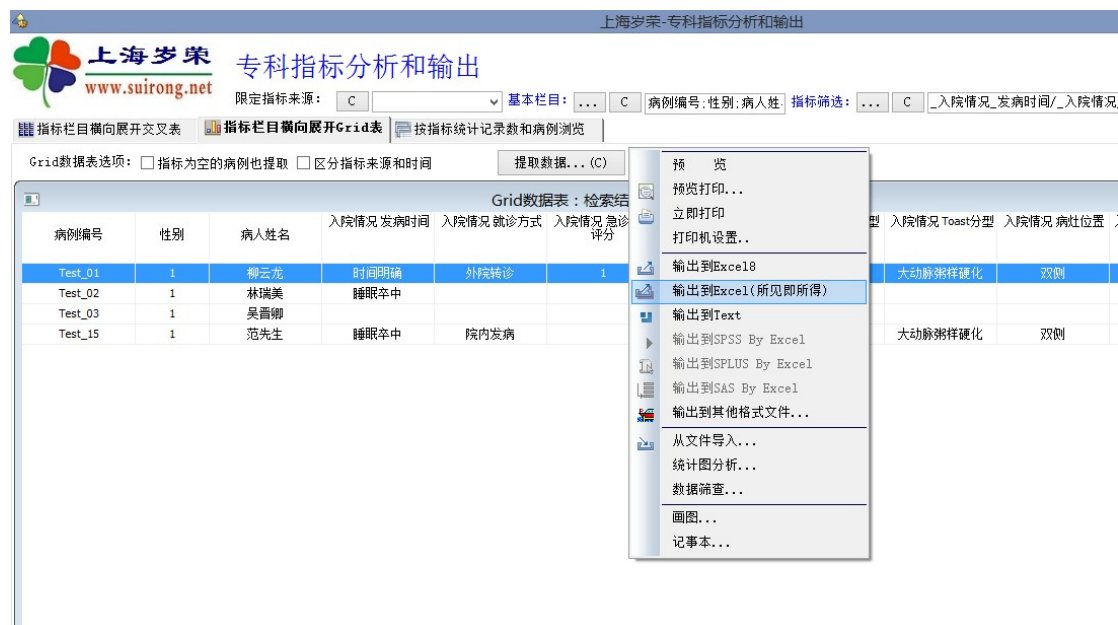 上海岁荣-专科指标分析和输出
上海岁荣
www.suirong.net
专科指标分析和输出
限定指标来源： C 基本栏目： ... C 病例编号;性别;病人姓. 指标筛选： ... C _入院情况_发病时间/_入院情况_
指标栏目横向展开交叉表 指标栏目横向展开Grid表 按指标统计记录数和病例浏览
Grid数据表选项： 指标为空的病例也提取 区分指标来源和时间 提取数据...(C)
Grid数据表：检索结
病例编号 性别 病人姓名 入院情况 发病时间 入院情况 就诊方式 入院情况 急诊评分 型 入院情况 Toast分型 入院情况 病灶位置
Test_01 1 柳云龙 时间明确 外院转诊 1 大动脉粥样硬化 双侧
Test_02 1 林瑞美 睡眠卒中
Test_03 1 吴晋卿
Test_15 1 范先生 睡眠卒中 院内发病 大动脉粥样硬化 双侧
预 览
预览打印...
立即打印
打印机设置..
输出到Excel8
输出到Excel(所见即所得)
输出到Text
输出到SPSS By Excel
输出到SPLUS By Excel
输出到SAS By Excel
输出到其他格式文件...
从文件导入...
统计图分析...
数据筛查...
画图...
记事本...